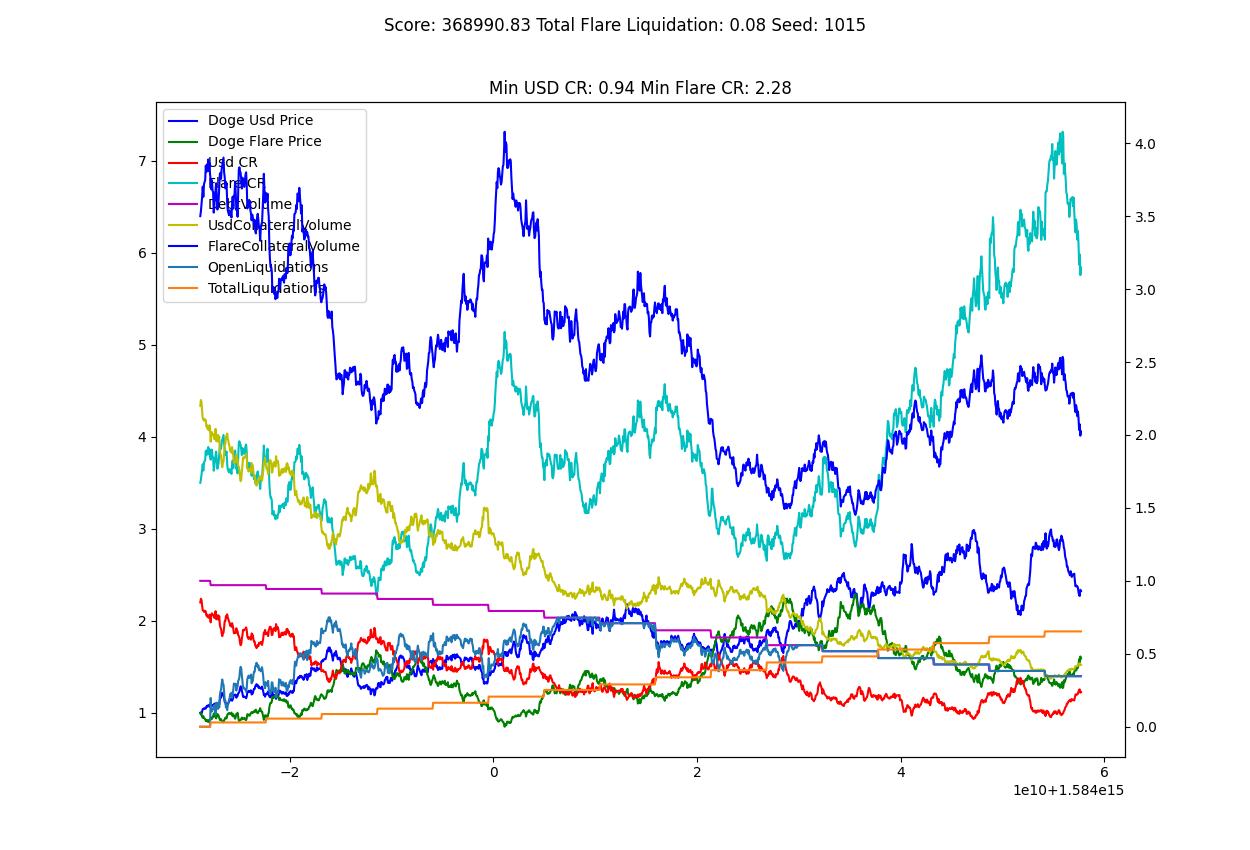 Score: 368990.83 Total Flare Liquidation: 0.08 Seed: 1015
Min USD CR: 0.94 Min Flare CR: 2.28
Doge Usd Price
Doge Flare Price
Usd CR
Flare CR
DebtVolume
UsdCollateralVolume
FlareCollateralVolume
OpenLiquidations
TotalLiquidations
7
6
5
4
3
2
1
4.0
3.5
3.0
2.5
2.0
1.5
1.0
0.5
0.0
−2 0 2 4 6
1e10+1.584e15